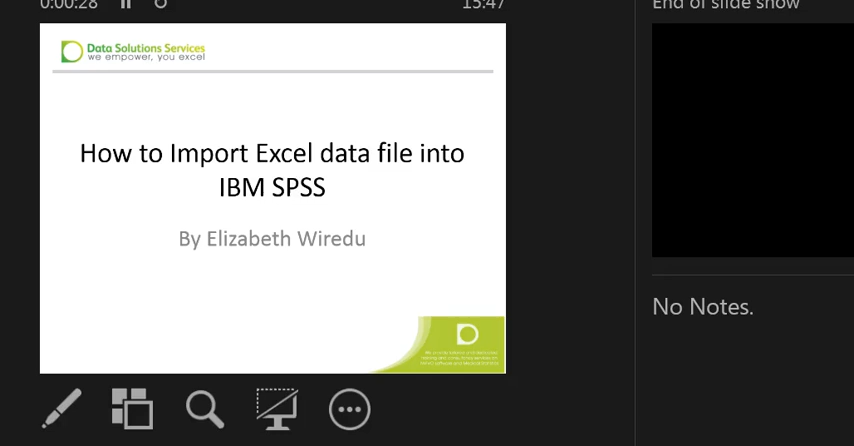 0:00:28
15:47
End of slide show
Data Solutions Services
we empower, you excel
How to Import Excel data file into
IBM SPSS
By Elizabeth Wiredu
No Notes.